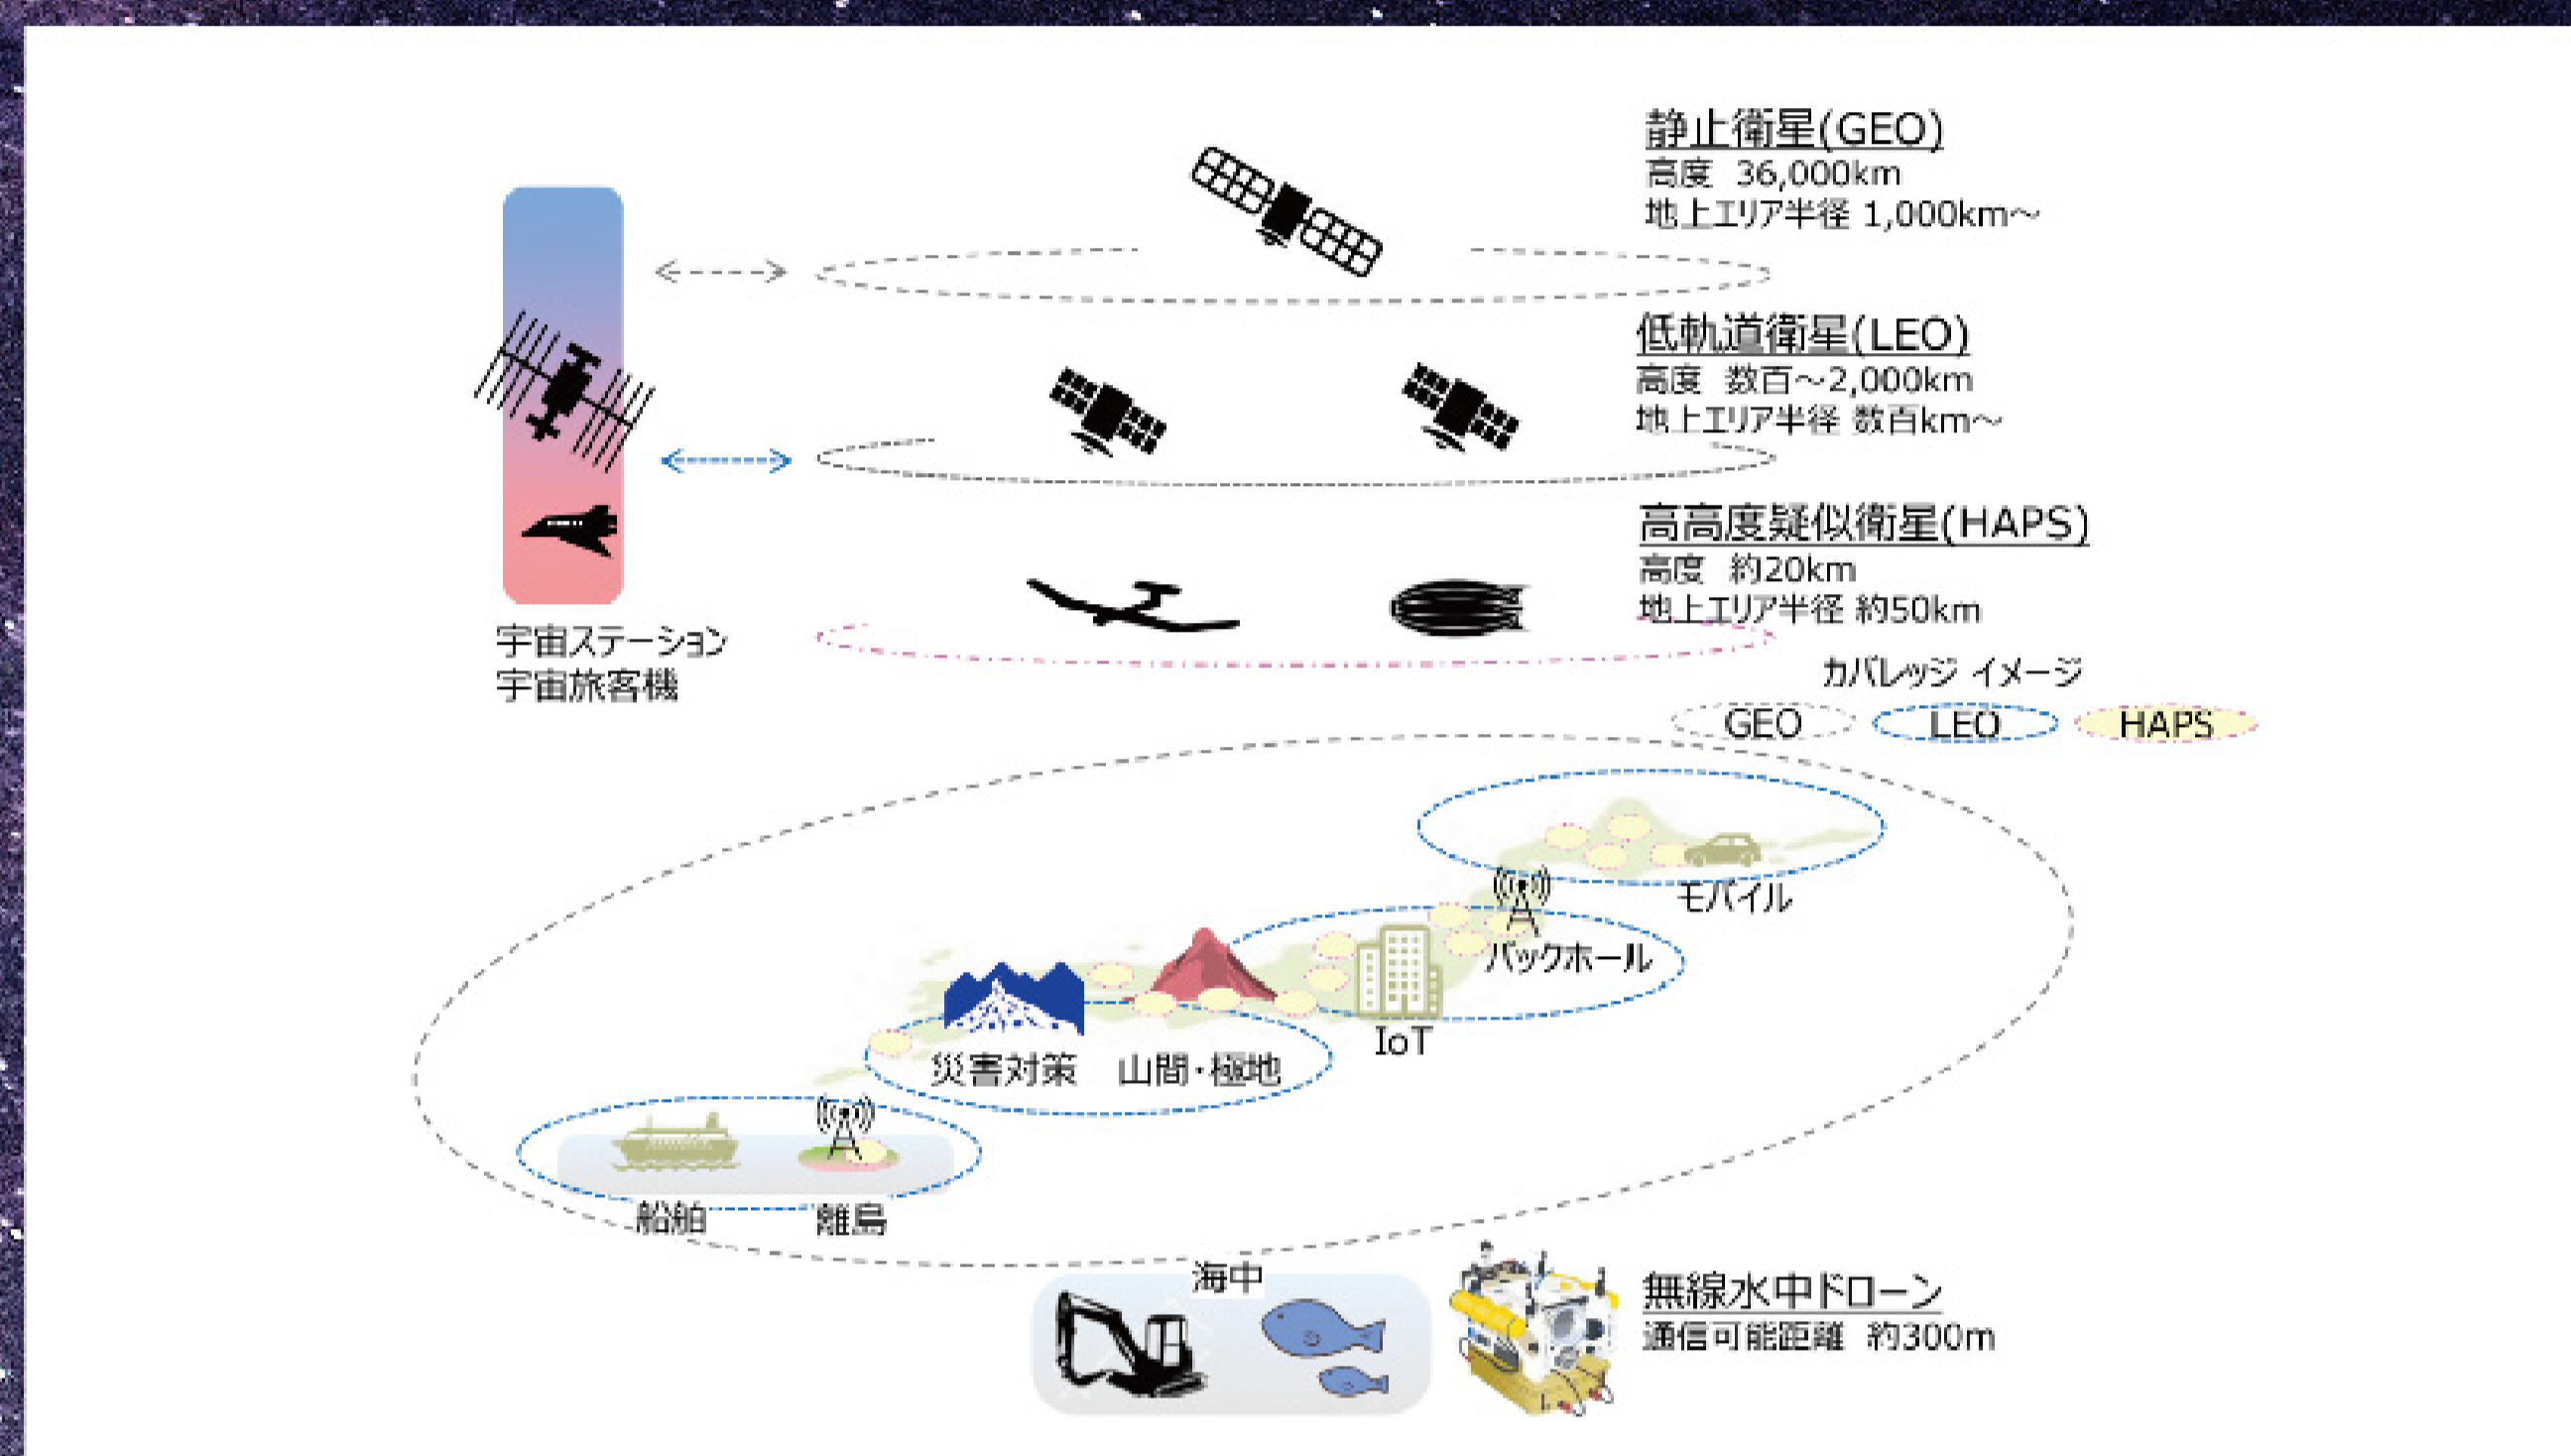 静止衛星(GEO)
高度 36,000km
地上エリア半径 1,000km～
低軌道衛星(LEO)
高度 数百～2,000km
地上エリア半径 数百km～
高高度疑似衛星(HAPS)
高度 約20km
地上エリア半径 約50km
宇宙ステーション
宇宙旅客機
カバレッジ イメージ
GEO
LEO
HAPS
モバイル
バックホール
IoT
災害対策
山間・極地
船舶
離島
海中
無線水中ドローン
通信可能距離 約300m